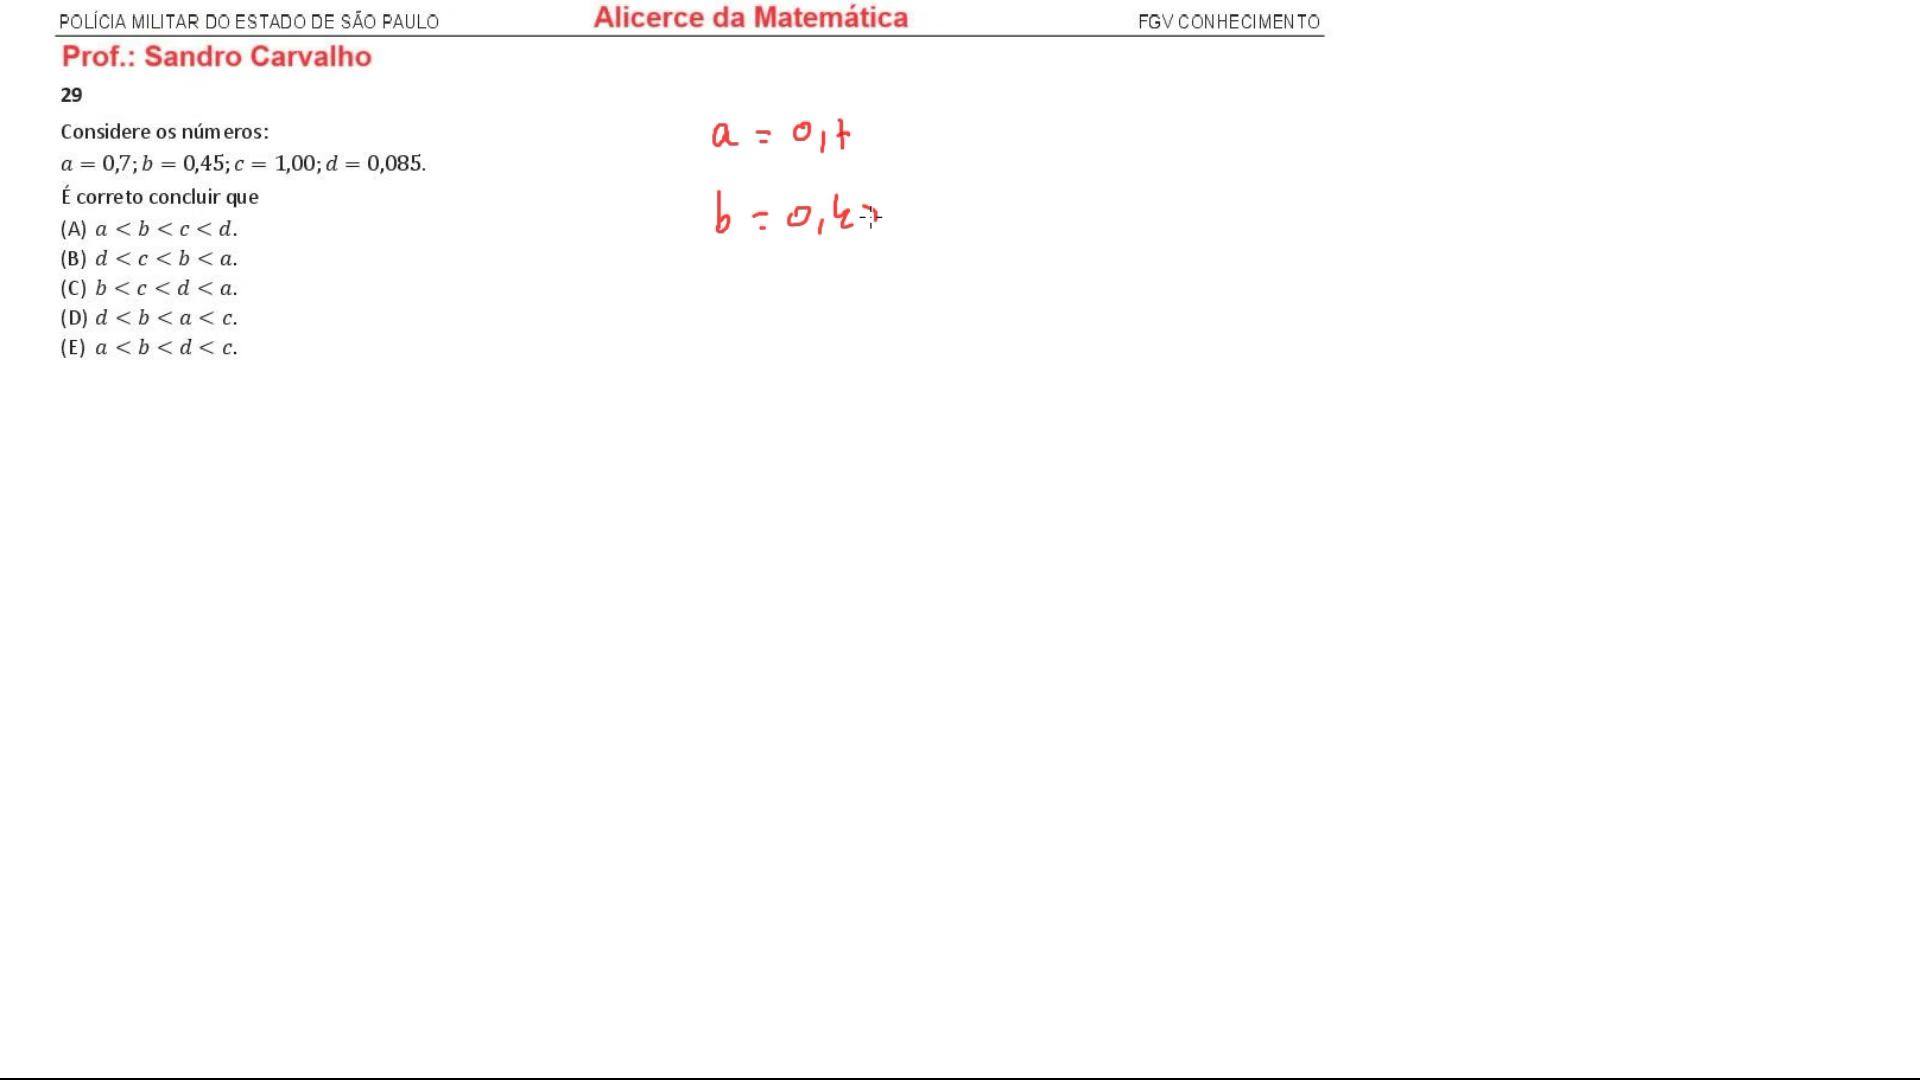 POLÍCIA MILITAR DO ESTADO DE SÃO PAULO Alicerce da Matemática FGV CONHECIMENTO
Prof.: Sandro Carvalho
29
Considere os números:
a = 0,7; b = 0,45; c = 1,00; d = 0,085.
É correto concluir que
(A) a < b < c < d.
(B) d < c < b < a.
(C) b < c < d < a.
(D) d < b < a < c.
(E) a < b < d < c.
a = 0,7
b = 0,4